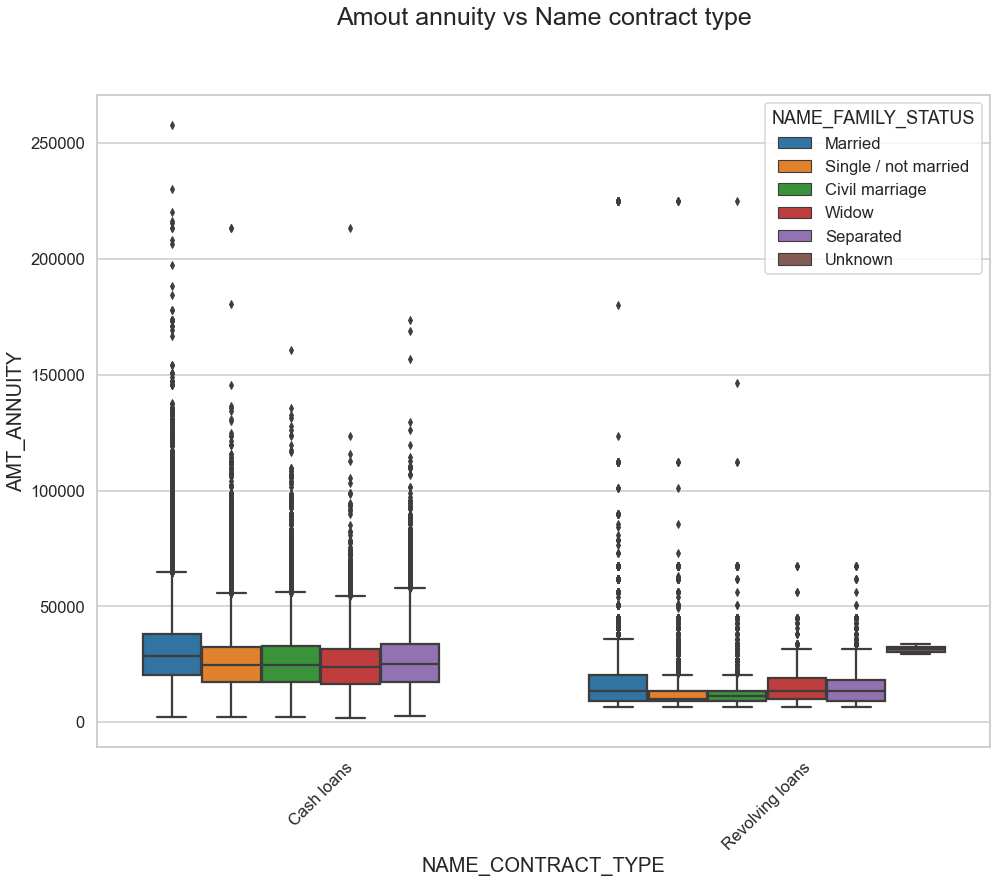 Amout annuity vs Name contract type
NAME_FAMILY_STATUS
Married
Single / not married
Civil marriage
Widow
Separated
Unknown
250000
200000
150000
100000
50000
0
AMT_ANNUITY
Cash loans
Revolving loans
NAME_CONTRACT_TYPE